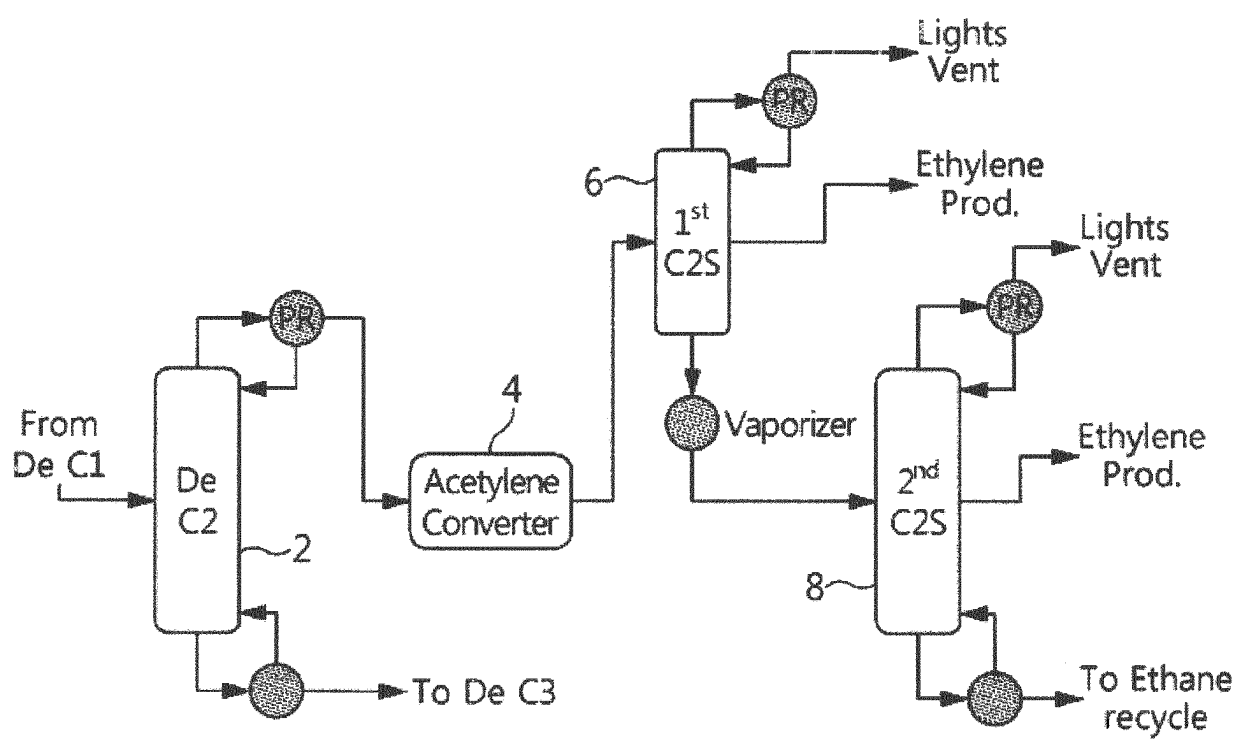 Lights
Vent
PR
Ethylene
Prod.
6
1st
C2S
Lights
Vent
PR
PR
4
Vaporizer
From
De C1
De
C2
Acetylene
Converter
2nd
C2S
Ethylene
Prod.
2
8
To De C3
To Ethane
recycle